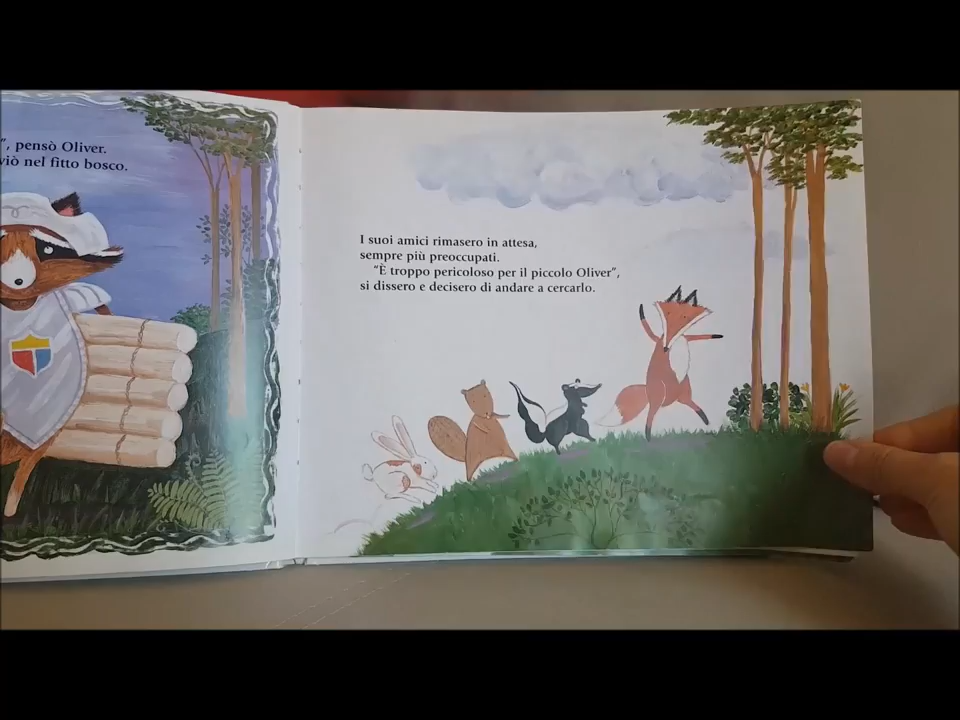 ”, pensò Oliver.
viò nel fitto bosco.
I suoi amici rimasero in attesa,
sempre più preoccupati.
“È troppo pericoloso per il piccolo Oliver”,
si dissero e decisero di andare a cercarlo.